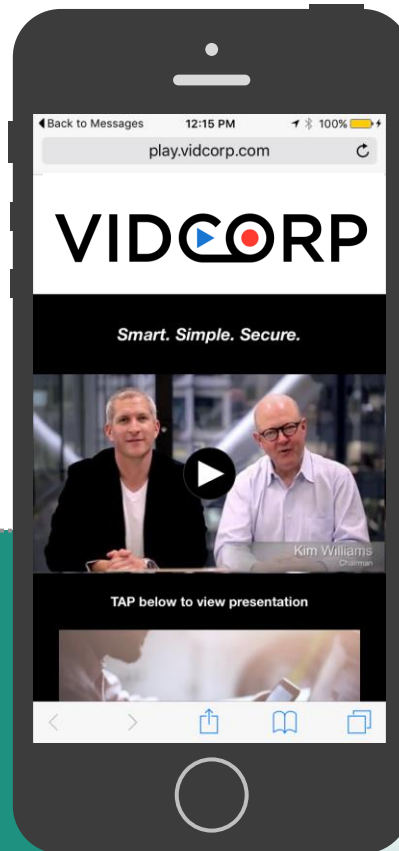 Back to Messages 12:15 PM 100%
play.vidcorp.com
VIDCORP
Smart. Simple. Secure.
Kim Williams
Chairman
TAP below to view presentation